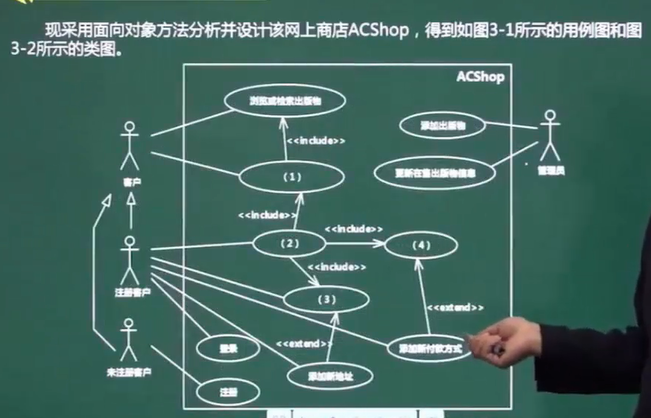 现采用面向对象方法分析并设计该网上商店ACShop，得到如图3-1所示的用例图和图
3-2所示的类图。
ACShop
浏览或检索出版物
添加出版物
<<include>>
客户
（1）
更新在售出版物信息
管理员
<<include>>
<<include>>
（2）
（4）
<<include>>
注册客户
（3）
<<extend>>
<<extend>>
登录
添加新付款方式
未注册客户
添加新地址
注册